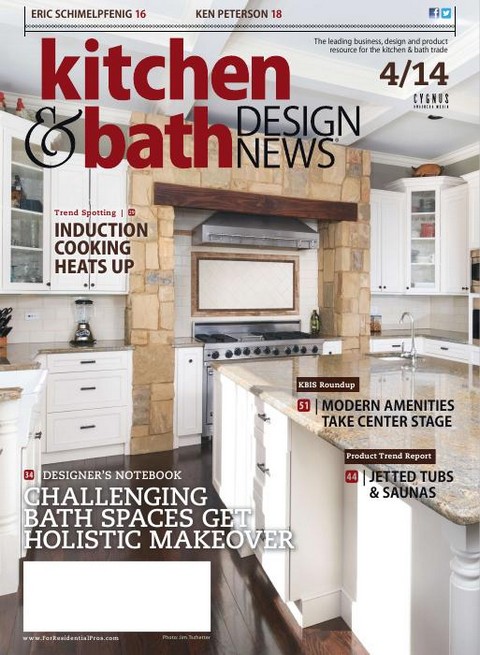 ERIC SCHIMELPFENIG 16 KEN PETERSON 18
The leading business, design and product
resource for the kitchen & bath trade
4/14
CYGNUS
BUSINESS MEDIA
kitchen
&bath DESIGN
NEWS
Trend Spotting | 28
INDUCTION
COOKING
HEATS UP
KBIS Roundup
51 | MODERN AMENITIES
TAKE CENTER STAGE
Product Trend Report
44 | JETTED TUBS
& SAUNAS
34 | DESIGNER'S NOTEBOOK
CHALLENGING
BATH SPACES GET
HOLISTIC MAKEOVER
www.ForResidentialPros.com